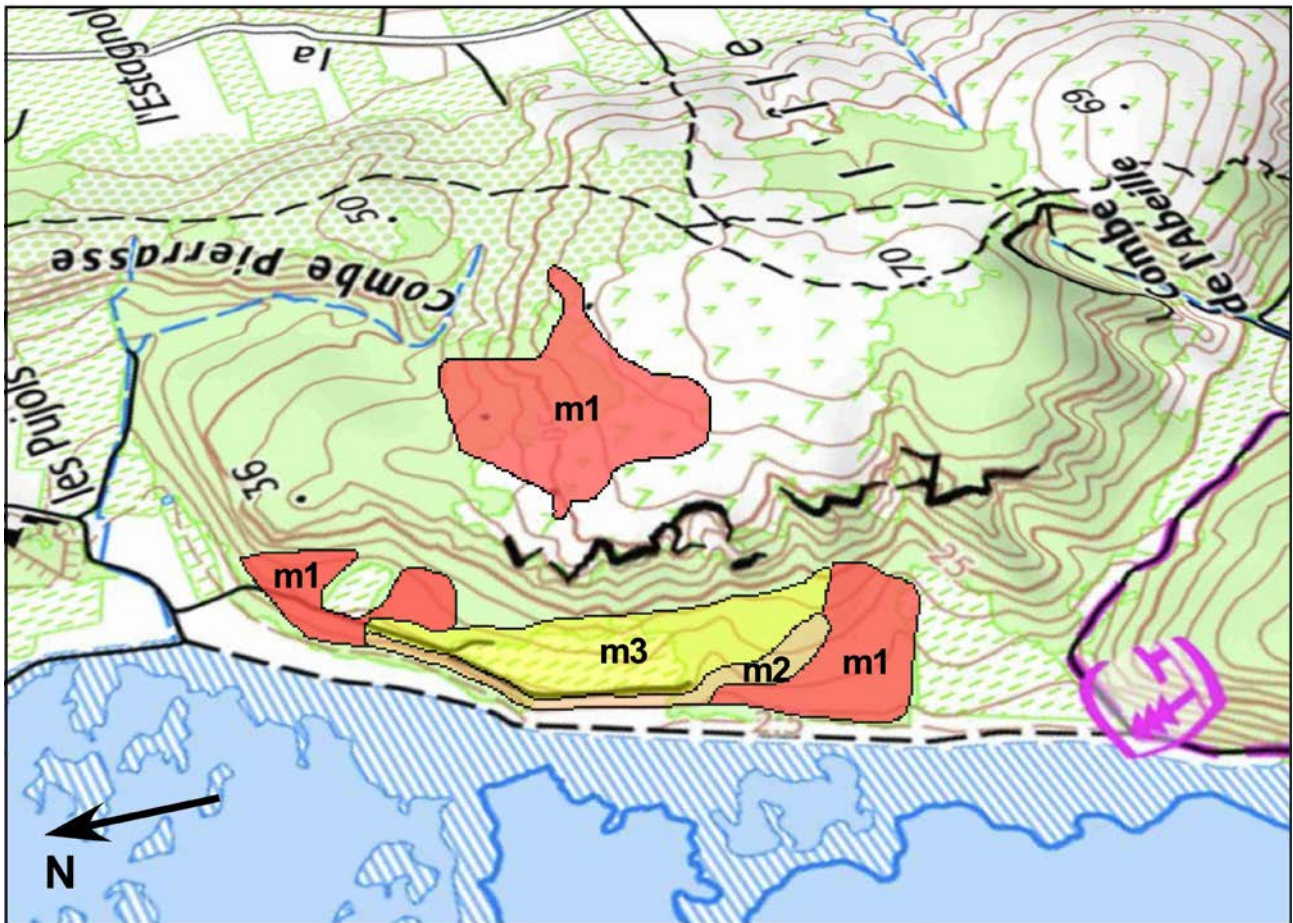 l'Estagnol
la
l'île
69
Combe
de l'Abeille
50
70
Combe Pierrasse
les Pujols
36
m1
m1
25
m3
m2
m1
N